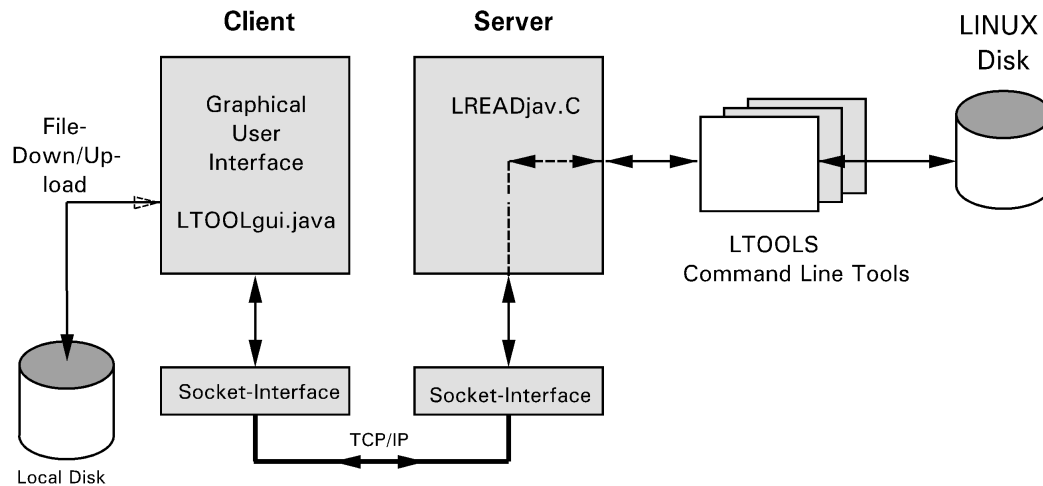 Client
Server
LINUX
Disk
Graphical
User
Interface
LTOOLgui.java
LREADjav.C
File-
Down/Up-
load
LTOOLS
Command Line Tools
Socket-Interface
Socket-Interface
TCP/IP
Local Disk